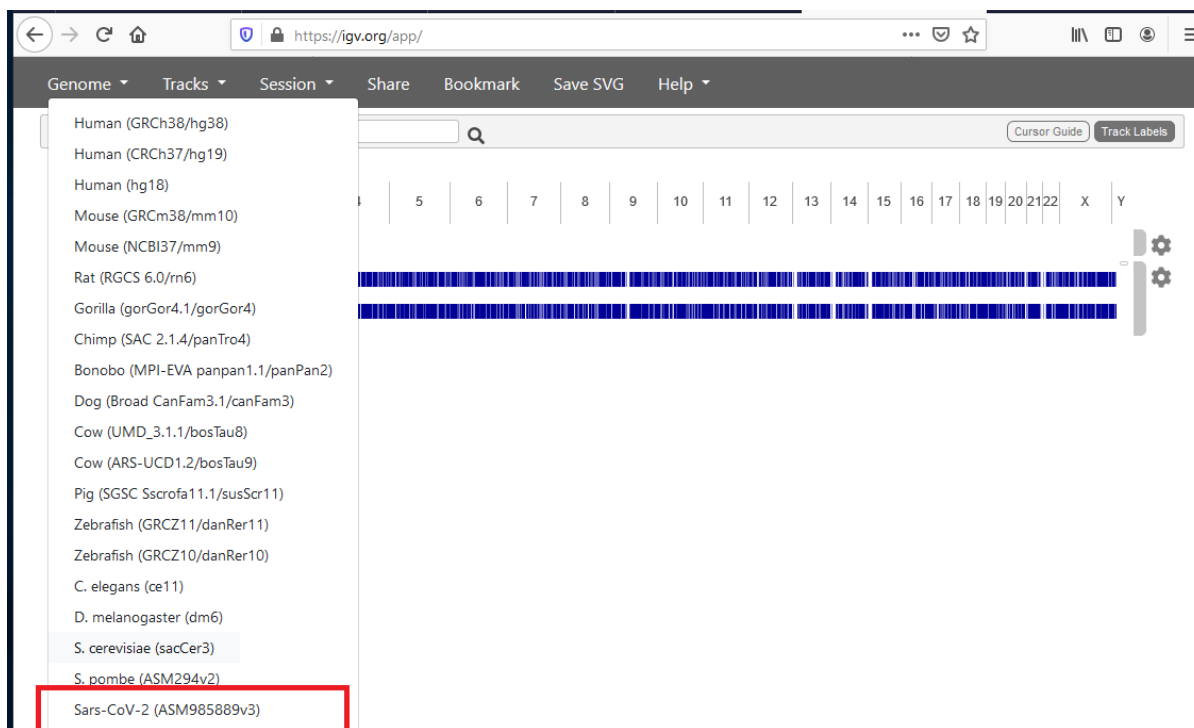 https://igv.org/app/
Genome Tracks Session Share Bookmark Save SVG Help
Human (GRCh38/hg38)
Cursor Guide Track Labels
Human (CRCh37/hg19)
Human (hg18)
5 6 7 8 9 10 11 12 13 14 15 16 17 18 19 20 21 22 X Y
Mouse (GRCm38/mm10)
Mouse (NCBI37/mm9)
Rat (RGCS 6.0/rn6)
Gorilla (gorGor4.1/gorGor4)
Chimp (SAC 2.1.4/panTro4)
Bonobo (MPI-EVA panpan1.1/panPan2)
Dog (Broad CanFam3.1/canFam3)
Cow (UMD_3.1.1/bosTau8)
Cow (ARS-UCD1.2/bosTau9)
Pig (SGSC Sscrofa11.1/susScr11)
Zebrafish (GRCZ11/danRer11)
Zebrafish (GRCZ10/danRer10)
C. elegans (ce11)
D. melanogaster (dm6)
S. cerevisiae (sacCer3)
S. pombe (ASM294v2)
Sars-CoV-2 (ASM985889v3)